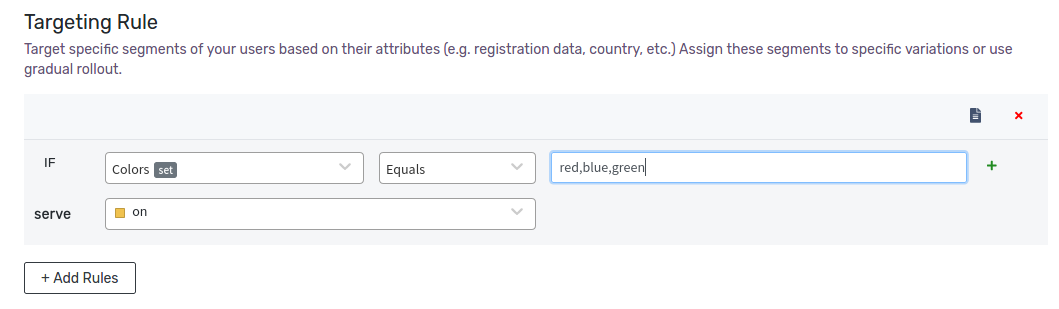 Targeting Rule
Target specific segments of your users based on their attributes (e.g. registration data, country, etc.) Assign these segments to specific variations or use
gradual rollout.
IF Colors set Equals red,blue,green +
serve on
+ Add Rules